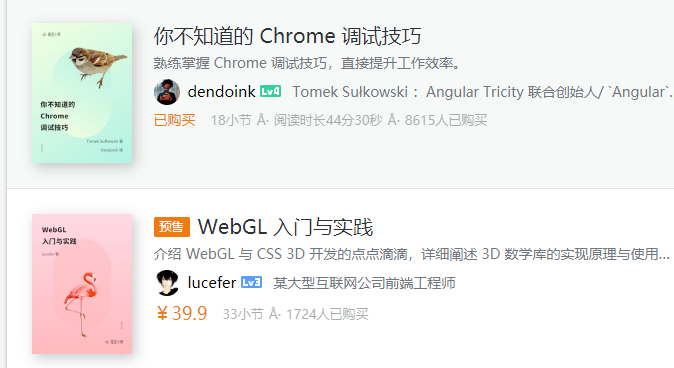 你不知道的 Chrome 调试技巧
熟练掌握 Chrome 调试技巧，直接提升工作效率。
dendoink Lv4 Tomek Sułkowski ：Angular Tricity 联合创始人/ `Angular`.
已购买 18小节 Â· 阅读时长44分30秒 Â· 8615人已购买
你不知道的
Chrome
调试技巧
Tomek Sułkowski 著
Dendoink 译
预售 WebGL 入门与实践
介绍 WebGL 与 CSS 3D 开发的点点滴滴，详细阐述 3D 数学库的实现原理与使用...
lucefer Lv3 某大型互联网公司前端工程师
￥39.9 33小节 Â· 1724人已购买
WebGL
入门与实践
lucefer 著